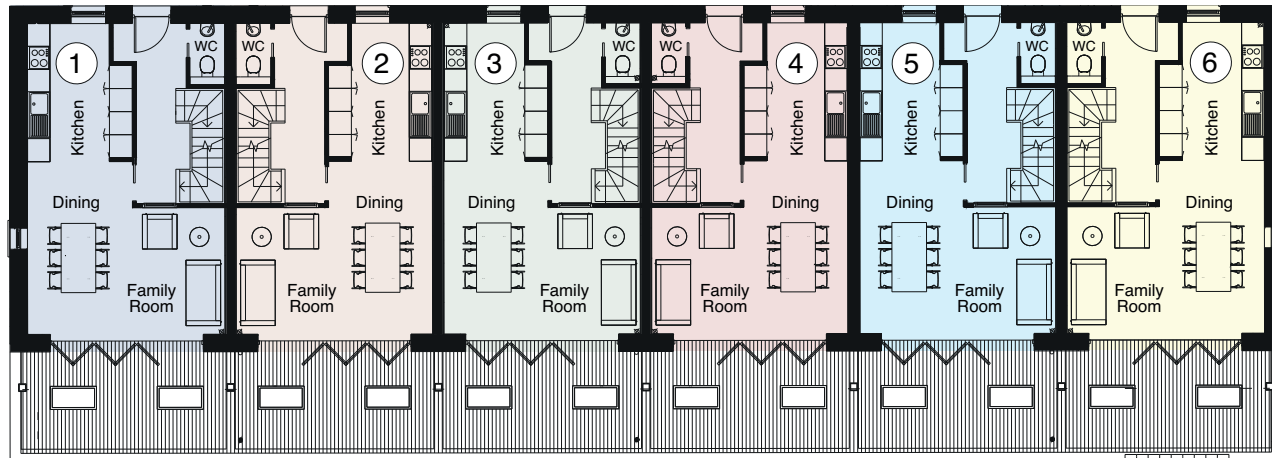 1
WC
Kitchen
Dining
Family
Room
WC
2
Kitchen
Dining
Family
Room
3
WC
Kitchen
Dining
Family
Room
WC
4
Kitchen
Dining
Family
Room
5
WC
Kitchen
Dining
Family
Room
WC
6
Kitchen
Dining
Family
Room